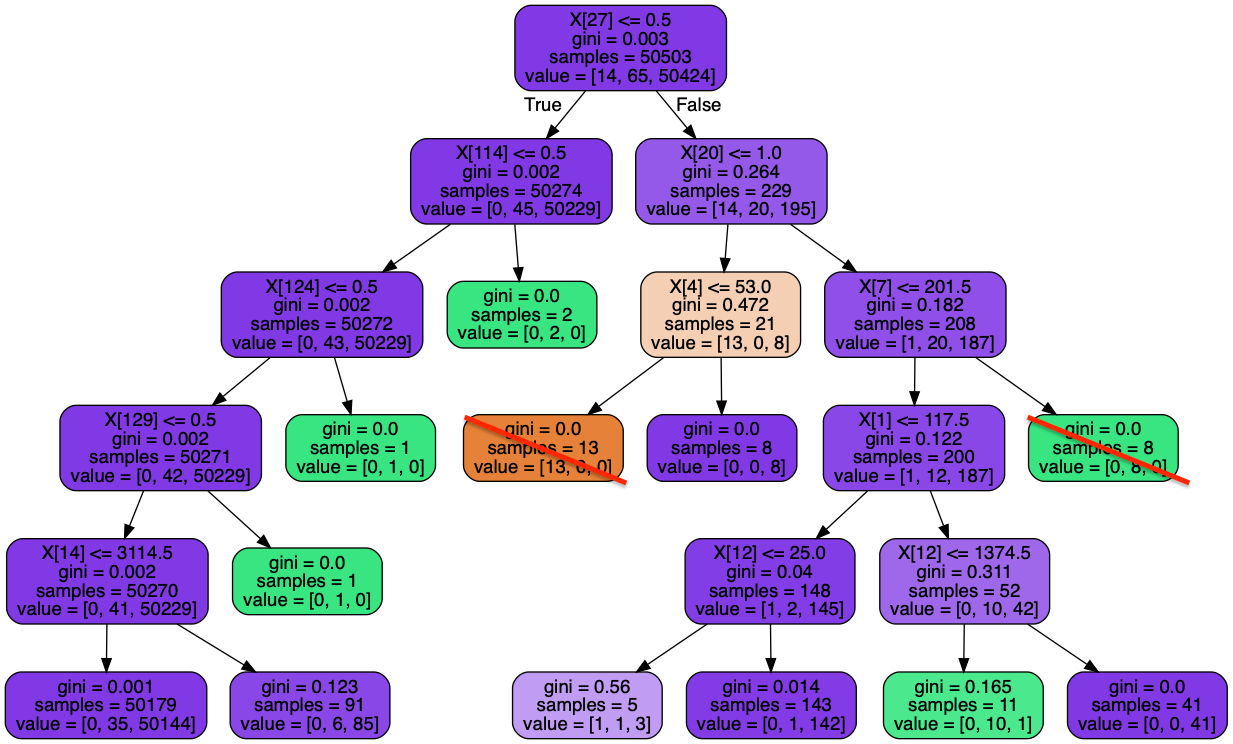 X[27] <= 0.5
gini = 0.003
samples = 50503
value = [14, 65, 50424]
True
False
X[114] <= 0.5
gini = 0.002
samples = 50274
value = [0, 45, 50229]
X[20] <= 1.0
gini = 0.264
samples = 229
value = [14, 20, 195]
X[124] <= 0.5
gini = 0.002
samples = 50272
value = [0, 43, 50229]
gini = 0.0
samples = 2
value = [0, 2, 0]
X[4] <= 53.0
gini = 0.472
samples = 21
value = [13, 0, 8]
X[7] <= 201.5
gini = 0.182
samples = 208
value = [1, 20, 187]
X[129] <= 0.5
gini = 0.002
samples = 50271
value = [0, 42, 50229]
gini = 0.0
samples = 1
value = [0, 1, 0]
gini = 0.0
samples = 13
value = [13, 0, 0]
gini = 0.0
samples = 8
value = [0, 0, 8]
X[1] <= 117.5
gini = 0.122
samples = 200
value = [1, 12, 187]
gini = 0.0
samples = 8
value = [0, 8, 0]
X[14] <= 3114.5
gini = 0.002
samples = 50270
value = [0, 41, 50229]
gini = 0.0
samples = 1
value = [0, 1, 0]
X[12] <= 25.0
gini = 0.04
samples = 148
value = [1, 2, 145]
X[12] <= 1374.5
gini = 0.311
samples = 52
value = [0, 10, 42]
gini = 0.001
samples = 50179
value = [0, 35, 50144]
gini = 0.123
samples = 91
value = [0, 6, 85]
gini = 0.56
samples = 5
value = [1, 1, 3]
gini = 0.014
samples = 143
value = [0, 1, 142]
gini = 0.165
samples = 11
value = [0, 10, 1]
gini = 0.0
samples = 41
value = [0, 0, 41]